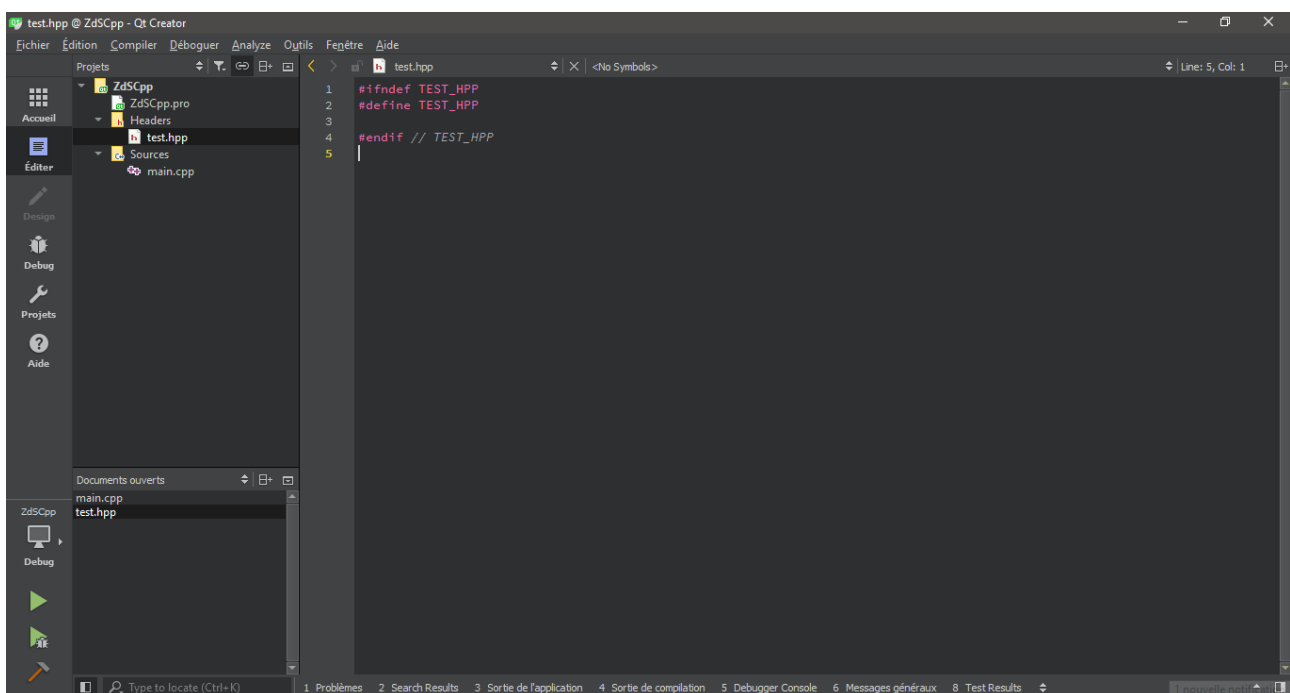 test.hpp @ ZdSCpp - Qt Creator
Fichier Édition Compiler Déboguer Analyze Outils Fenêtre Aide
Projets
test.hpp
<No Symbols>
Line: 5, Col: 1
Accueil
Éditer
Design
Debug
Projets
Aide
ZdSCpp
ZdSCpp.pro
Headers
test.hpp
Sources
main.cpp
1 #ifndef TEST_HPP
2 #define TEST_HPP
3
4 #endif // TEST_HPP
5
Documents ouverts
main.cpp
test.hpp
ZdSCpp
Debug
Type to locate (Ctrl+K)
1 Problèmes 2 Search Results 3 Sortie de l'application 4 Sortie de compilation 5 Debugger Console 6 Messages généraux 8 Test Results
1 nouvelle notification